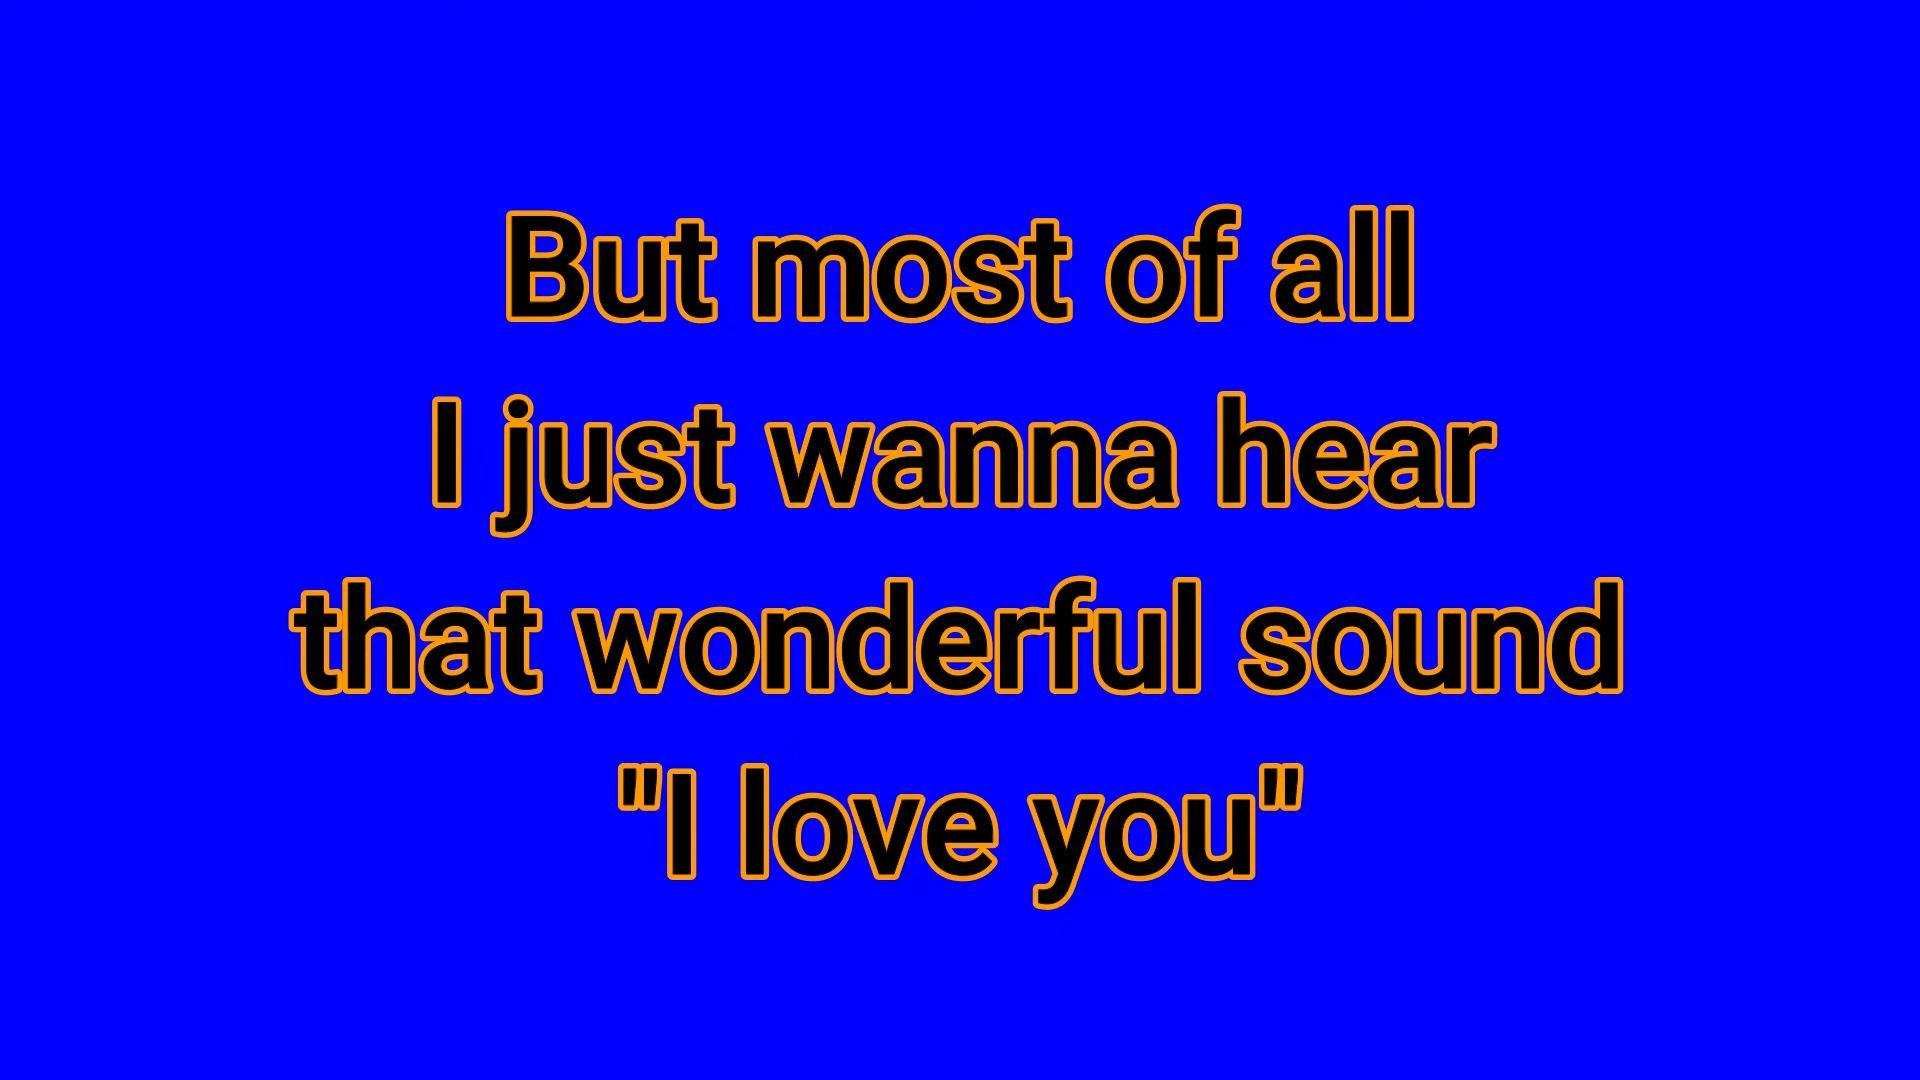 But most of all
I just wanna hear
that wonderful sound
"I love you"